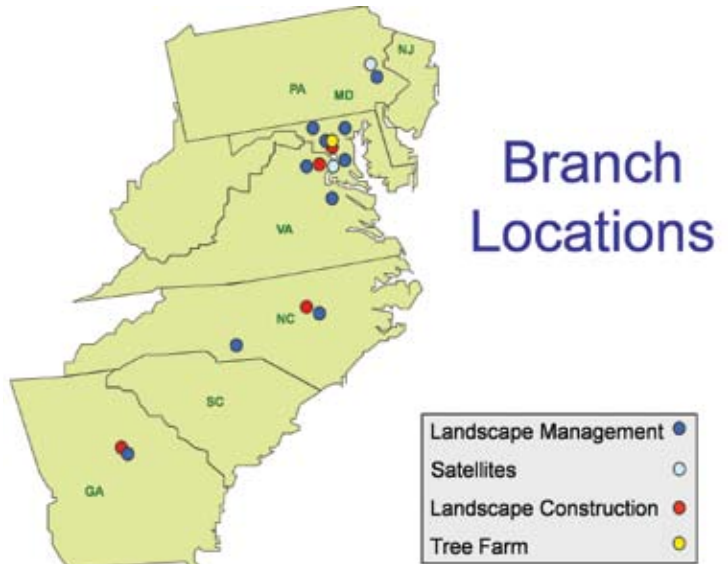 NJ
PA
MD
Branch
Locations
VA
NC
SC
GA
Landscape Management
Satellites
Landscape Construction
Tree Farm